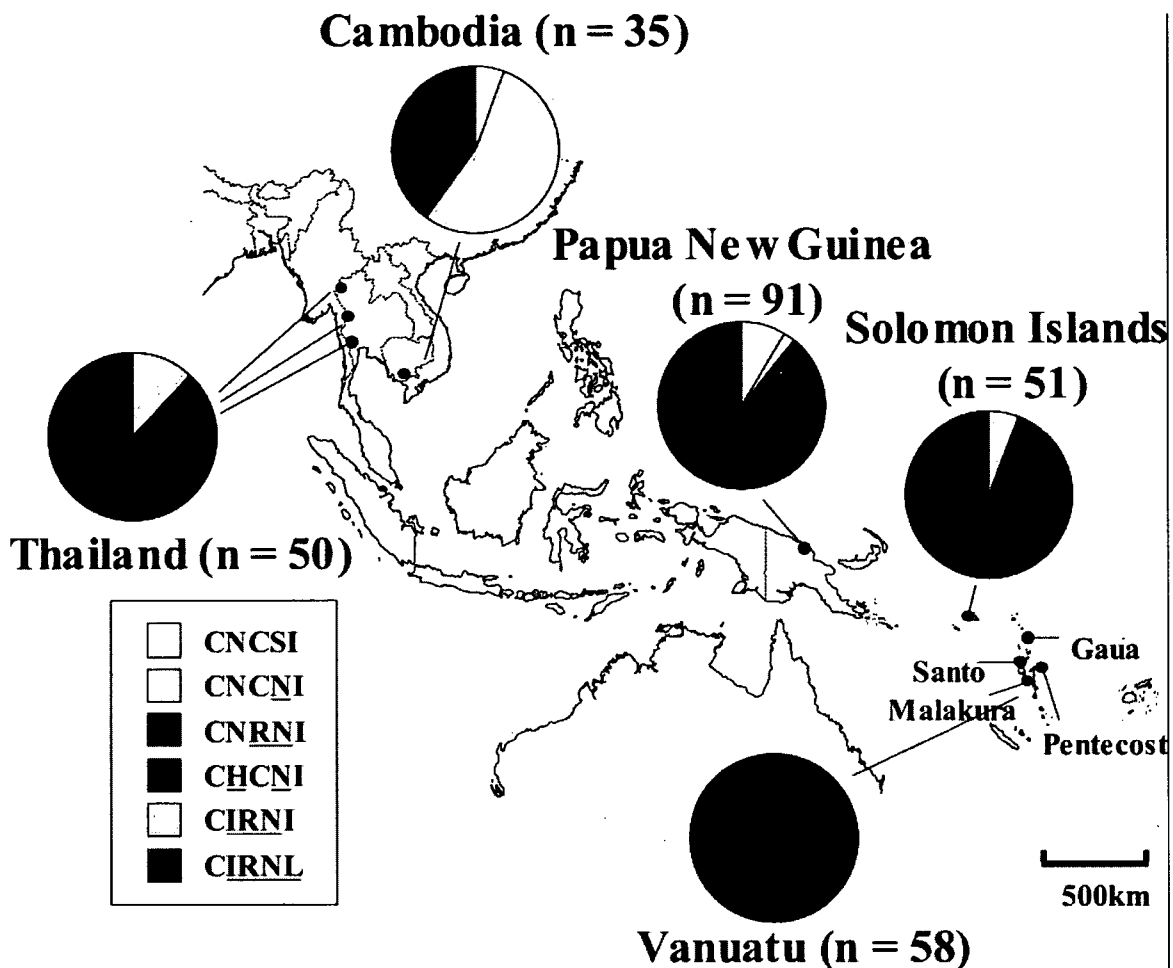 Cambodia (n = 35)
Papua New Guinea
(n = 91)
Solomon Islands
(n = 51)
Thailand (n = 50)
CNCSI
CNCNI
CNRNI
CHCNI
CIRNI
CIRNL
Gaua
Santo
Malakura
Pentecost
500km
Vanuatu (n = 58)